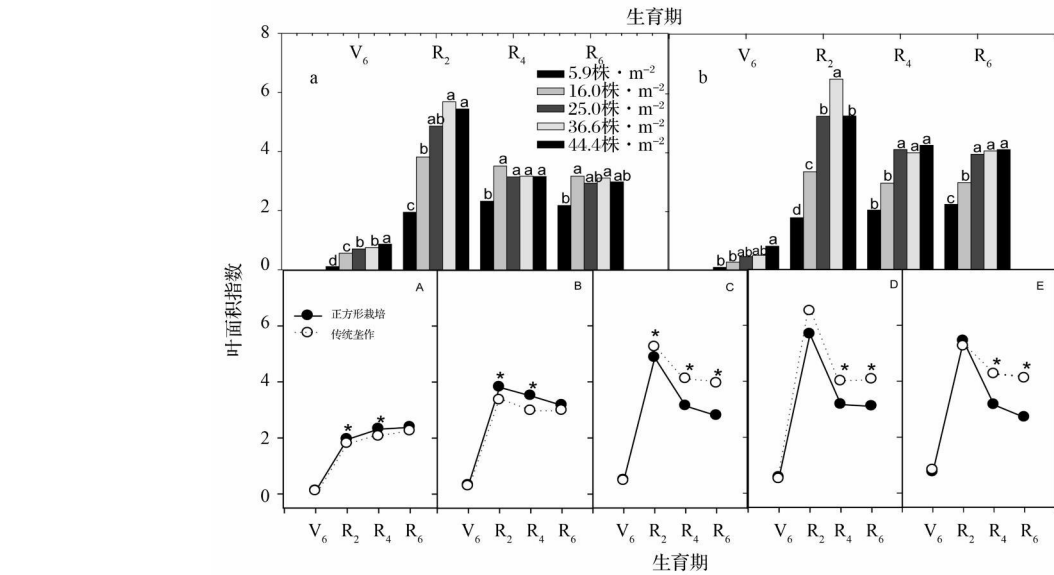 生育期
8
V6 R2 R4 R6
V6 R2 R4 R6
a
b
5.9株·m-2
16.0株·m-2
25.0株·m-2
36.6株·m-2
44.4株·m-2
6
4
2
0
d c b b a
c b ab a a
b a a a a
b a ab a ab
b b ab ab a
d c b a b
b b a a a
c b a a a
叶面积指数
A B C D E
正方形栽培
传统垄作
6
4
2
0
* *
* *
* * *
* *
* *
V6 R2 R4 R6 V6 R2 R4 R6 V6 R2 R4 R6 V6 R2 R4 R6 V6 R2 R4 R6
生育期